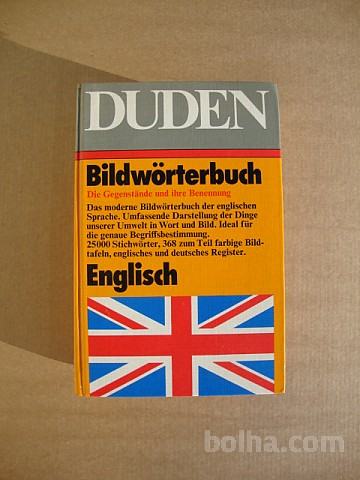 DUDEN
Bildwörterbuch
Die Gegenstände und ihre Benennung
Das moderne Bildwörterbuch der englischen
Sprache. Umfassende Darstellung der Dinge
unserer Umwelt in Wort und Bild. Ideal für
die genaue Begriffsbestimmung.
25000 Stichwörter, 368 zum Teil farbige Bild-
tafeln, englisches und deutsches Register.
Englisch
bolha.com